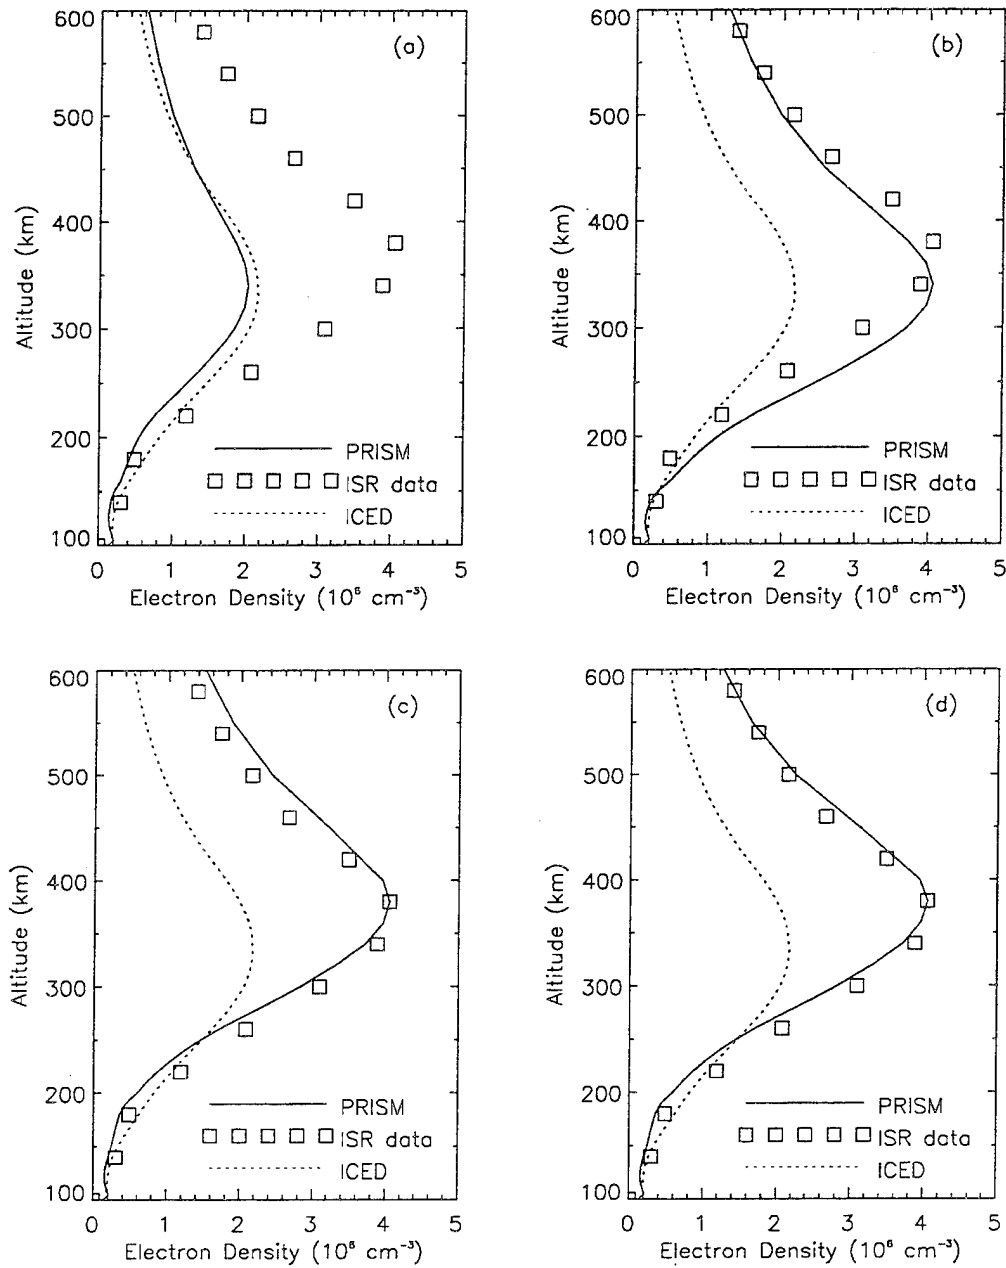 (a)
600
500
400
300
200
100
Altitude (km)
PRISM
ISR data
ICED
0 1 2 3 4 5
Electron Density (10⁶ cm⁻³)
(b)
600
500
400
300
200
100
Altitude (km)
PRISM
ISR data
ICED
0 1 2 3 4 5
Electron Density (10⁶ cm⁻³)
(c)
600
500
400
300
200
100
Altitude (km)
PRISM
ISR data
ICED
0 1 2 3 4 5
Electron Density (10⁶ cm⁻³)
(d)
600
500
400
300
200
100
Altitude (km)
PRISM
ISR data
ICED
0 1 2 3 4 5
Electron Density (10⁶ cm⁻³)